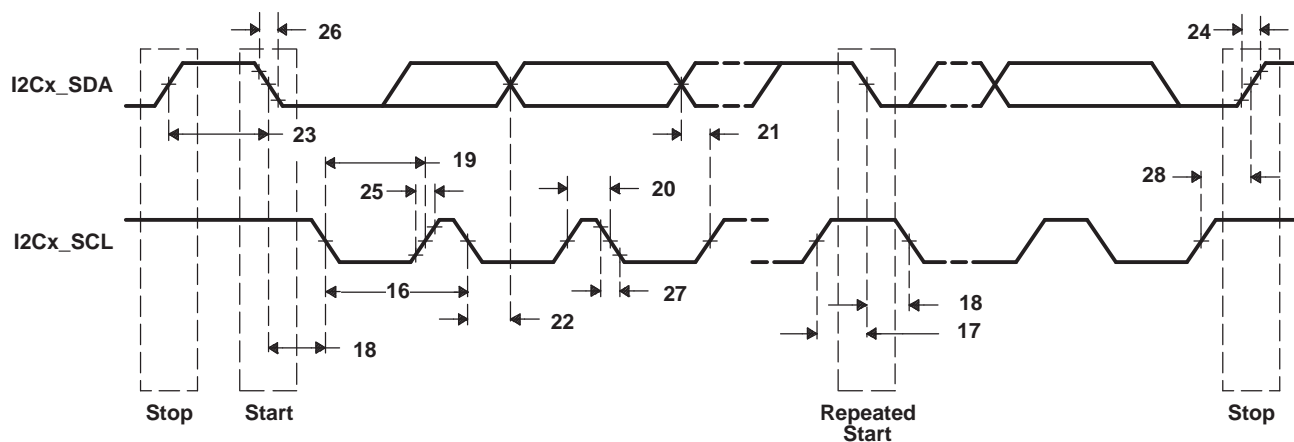 26
24
I2Cx_SDA
23
21
19
25
20
28
I2Cx_SCL
16
27
18
22
17
18
Stop
Start
Repeated
Start
Stop